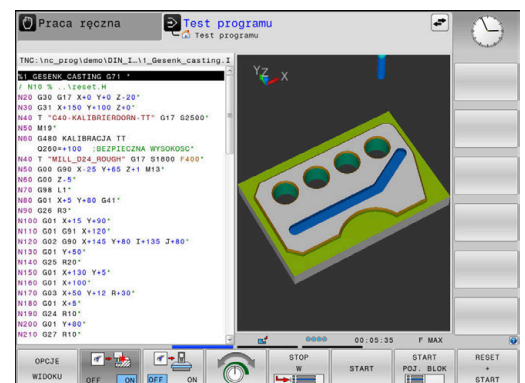 Praca ręczna
Test programu
Test programu
TNC:\nc_prog\demo\DIN_I…\1_Gesenk_casting.I
%1_GESENK_CASTING G71 *
/ N10 % ..\reset.H
N20 G30 G17 X+0 Y+0 Z-20*
N30 G31 X+150 Y+100 Z+0*
N40 T "C40-KALIBRIERDORN-TT" G17 S2500*
N50 M19*
N60 G480 KALIBRACJA TT
Q260=+100 ;BEZPIECZNA WYSOKOSC*
N40 T "MILL_D24_ROUGH" G17 S1800 F400*
N50 G00 G90 X-25 Y+65 Z+1 M13*
N60 G00 Z-5*
N70 G98 L1*
N80 G01 X+5 Y+80 G41*
N90 G26 R3*
N100 G01 X+15 Y+90*
N110 G01 G91 X+120*
N120 G02 G90 X+145 Y+80 I+135 J+80*
N130 G01 Y+50*
N140 G25 R20*
N150 G01 X+130 Y+5*
N160 G01 X+100*
N170 G03 X+50 Y+12 R+30*
N180 G01 X+5*
N190 G24 R10*
N200 G01 Y+80*
N210 G27 R10*
Y Z X
00:05:35 F MAX
OPCJE
WIDOKU
OFF ON
OFF ON
STOP
W
START
START
POJ. BLOK
RESET
+
START